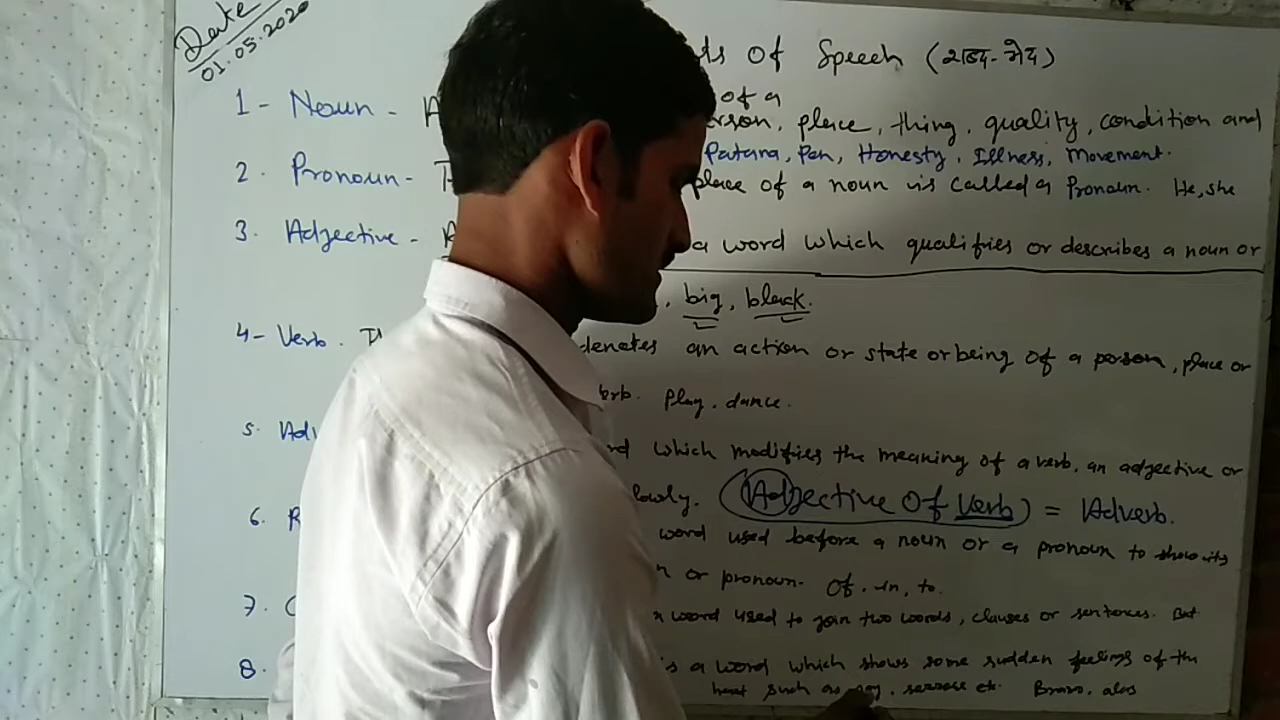 Date
01.05.2020
ts of Speech (शब्द-भेद)
1- Noun - A of a
rson, place, thing, quality, condition and
Patana, Pen, Honesty, Illness, Movement.
2. Pronoun- T place of a noun is called a Pronoun. He, she
3. Adjective - A a word which qualifies or describes a noun or
, big, black.
4- Verb. Th denotes an action or state or being of a person, place or
erb. Play. dance.
5. Adv rd which modifies the meaning of a verb, an adjective or
lowly. (Adjective of Verb) = Adverb.
6. P word used before a noun or a pronoun to show its
n or pronoun. Of, in, to.
7. C a word used to join two words, clauses or sentences. But
8. is a word which shows some sudden feelings of the
heart such as etc. Bravo, alas